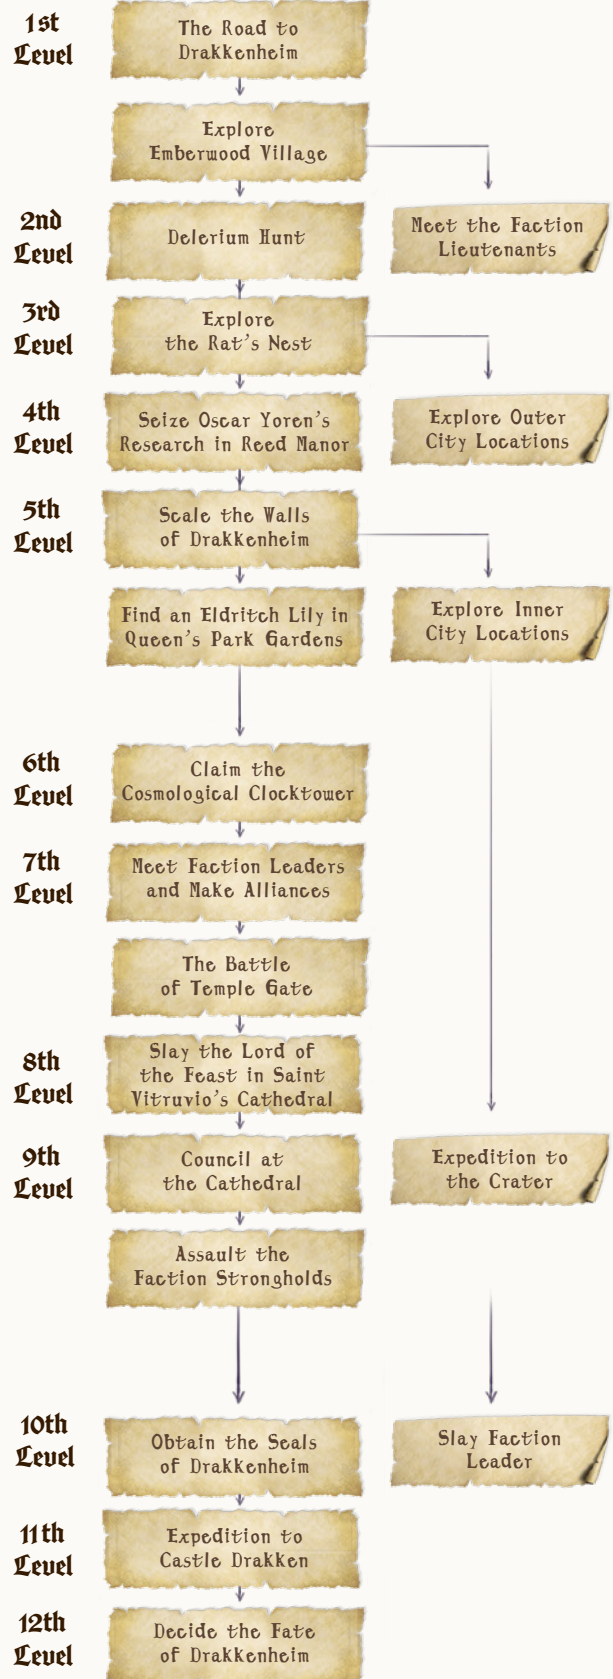 1st
Level
The Road to
Drakkenheim
Explore
Emberwood Village
2nd
Level
Delerium Hunt
Meet the Faction
Lieutenants
3rd
Level
Explore
the Rat's Nest
4th
Level
Seize Oscar Yoren's
Research in Reed Manor
Explore Outer
City Locations
5th
Level
Scale the Walls
of Drakkenheim
Find an Eldritch Lily in
Queen's Park Gardens
Explore Inner
City Locations
6th
Level
Claim the
Cosmological Clocktower
7th
Level
Meet Faction Leaders
and Make Alliances
The Battle
of Temple Gate
8th
Level
Slay the Lord of
the Feast in Saint
Vitruvio's Cathedral
9th
Level
Council at
the Cathedral
Expedition to
the Crater
Assault the
Faction Strongholds
10th
Level
Obtain the Seals
of Drakkenheim
Slay Faction
Leader
11th
Level
Expedition to
Castle Drakken
12th
Level
Decide the Fate
of Drakkenheim